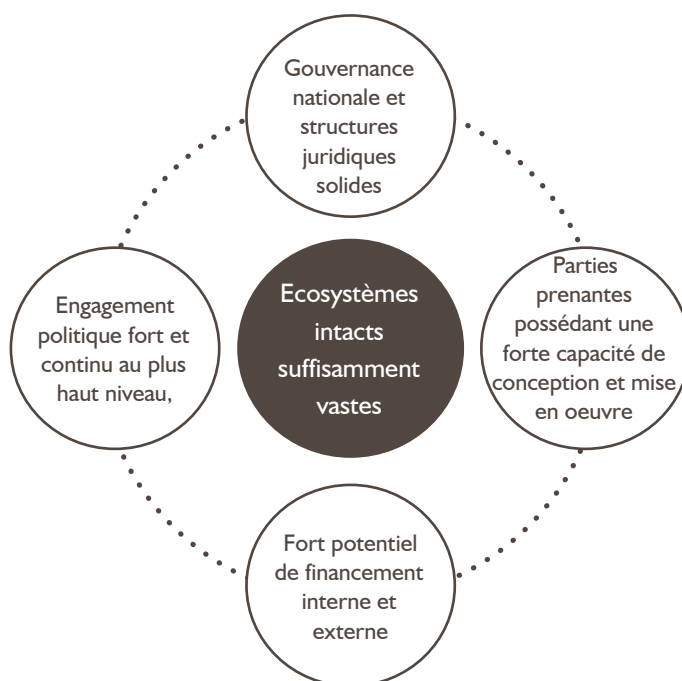 Gouvernance
nationale et
structures
juridiques
solides
Engagement
politique fort et
continu au plus
haut niveau,
Ecosystèmes
intacts
suffisamment
vastes
Parties
prenantes
possédant une
forte capacité de
conception et mise
en oeuvre
Fort potentiel
de financement
interne et
externe